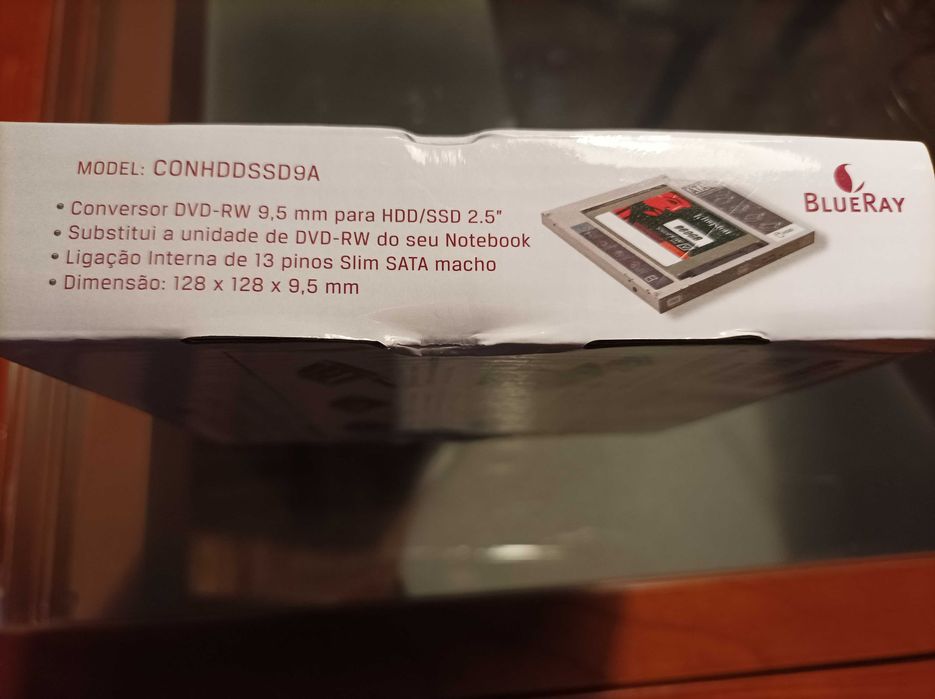 MODEL: CONHDDSSD9A
• Conversor DVD-RW 9,5 mm para HDD/SSD 2.5"
• Substitui a unidade de DVD-RW do seu Notebook
• Ligação Interna de 13 pinos Slim SATA macho
• Dimensão: 128 x 128 x 9,5 mm
Kingston
BLUERAY